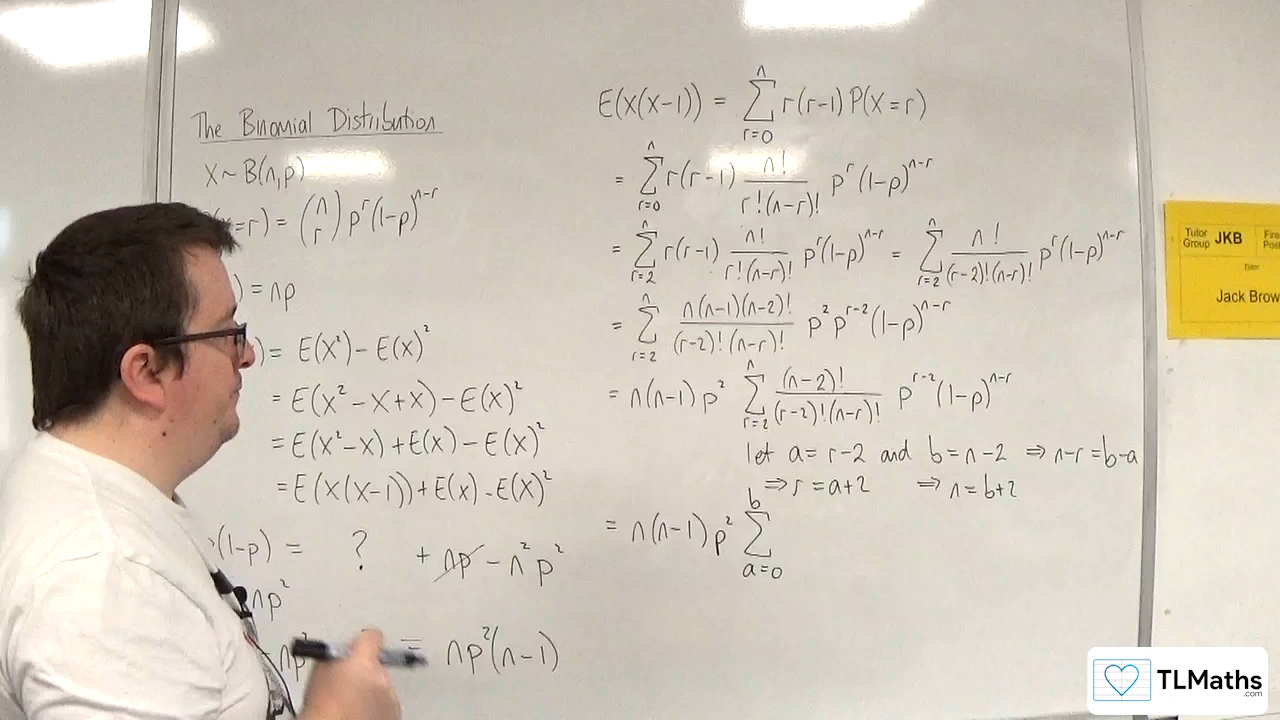 The Binomial Distribution
X ~ B(n,p)
=r) = (n r) p^r (1-p)^{n-r}
) = np
) = E(X²) - E(X)²
= E(X² - X + X) - E(X)²
= E(X² - X) + E(X) - E(X)²
= E(X(X-1)) + E(X) - E(X)²
(1-p) = ? + np - n²p²
np²
np² = np²(n-1)
E(X(X-1)) = Σ_{r=0}^{n} r(r-1) P(X=r)
= Σ_{r=0}^{n} r(r-1) n!/(r!(n-r)!) p^r (1-p)^{n-r}
= Σ_{r=2}^{n} r(r-1) n!/(r!(n-r)!) p^r (1-p)^{n-r} = Σ_{r=2}^{n} n!/((r-2)!(n-r)!) p^r (1-p)^{n-r}
= Σ_{r=2}^{n} n(n-1)(n-2)!/((r-2)!(n-r)!) p² p^{r-2} (1-p)^{n-r}
= n(n-1) p² Σ_{r=2}^{n} (n-2)!/((r-2)!(n-r)!) p^{r-2} (1-p)^{n-r}
let a = r-2 and b = n-2 ⇒ n-r = b-a
⇒ r = a+2 ⇒ n = b+2
= n(n-1) p² Σ_{a=0}^{b}
Tutor Group JKB
Tutor
Jack Brow
TLMaths
.com